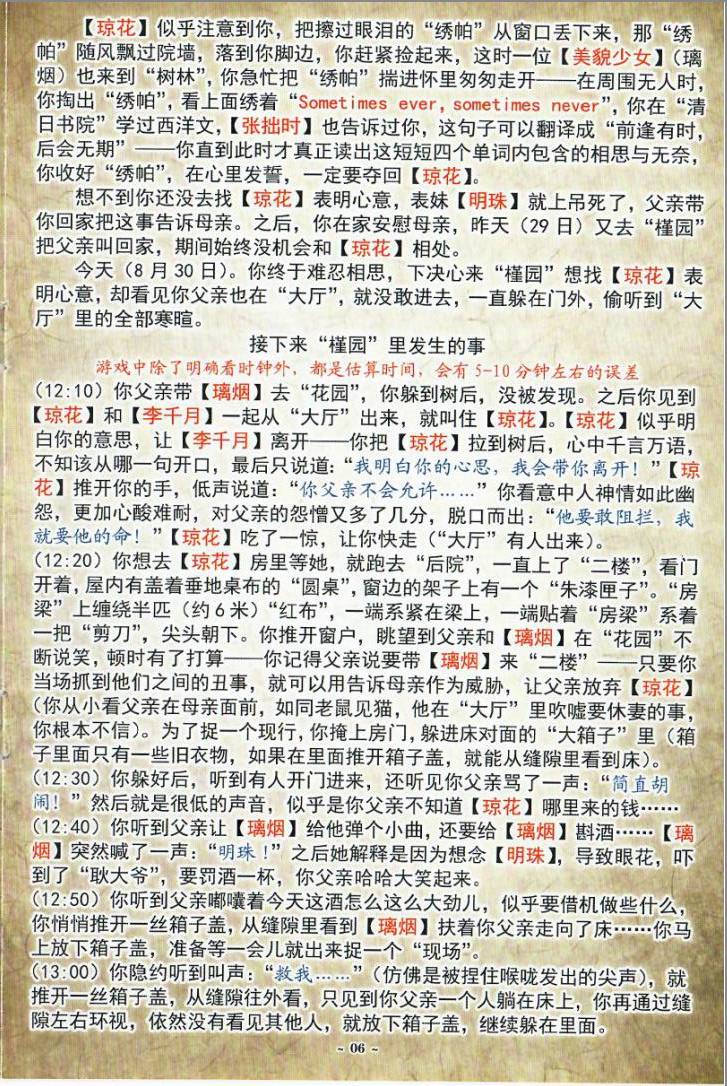 【琼花】似乎注意到你，把擦过眼泪的“绣帕”从窗口丢下来，那“绣
帕”随风飘过院墙，落到你脚边，你赶紧捡起来，这时一位【美貌少女】（璃
烟）也来到“树林”，你急忙把“绣帕”揣进怀里匆匆走开——在周围无人时，
你掏出“绣帕”，看上面绣着“Sometimes ever, sometimes never”，你在“清
日书院”学过西洋文，【张拙时】也告诉过你，这句子可以翻译成“前逢有时，
后会无期”——你直到此时才真正读出这短短四个单词内包含的相思与无奈，
你收好“绣帕”，在心里发誓，一定要夺回【琼花】。
想不到你还没去找【琼花】表明心意，表妹【明珠】就上吊死了，父亲带
你回家把这事告诉母亲。之后，你在家安慰母亲，昨天（29 日）又去“槿园”
把父亲叫回家，期间始终没机会和【琼花】相处。
今天（8 月 30 日）。你终于难忍相思，下决心来“槿园”想找【琼花】表
明心意，却看见你父亲也在“大厅”，就没敢进去，一直躲在门外，偷听到“大
厅”里的全部寒暄。
接下来“槿园”里发生的事
游戏中除了明确看时钟外，都是估算时间，会有 5-10 分钟左右的误差
（12:10）你父亲带【璃烟】去“花园”，你躲到树后，没被发现。之后你见到
【琼花】和【李千月】一起从“大厅”出来，就叫住【琼花】。【琼花】似乎明
白你的意思，让【李千月】离开——你把【琼花】拉到树后，心中千言万语，
不知该从哪一句开口，最后只说道：“我明白你的心思，我会带你离开！”【琼
花】推开你的手，低声说道：“你父亲不会允许……”你看意中人神情如此幽
怨，更加心酸难耐，对父亲的怨憎又多了几分，脱口而出：“他要敢阻拦，我
就要他的命！”【琼花】吃了一惊，让你快走（“大厅”有人出来）。
（12:20）你想去【琼花】房里等她，就跑去“后院”，一直上了“二楼”，看门
开着，屋内有盖着垂地桌布的“圆桌”，窗边的架子上有一个“朱漆匣子”。“房
梁”上缠绕半匹（约 6 米）“红布”，一端系紧在梁上，一端贴着“房梁”系着
一把“剪刀”，尖头朝下。你推开窗户，眺望到父亲和【璃烟】在“花园”不
断说笑，顿时有了打算——你记得父亲说要带【璃烟】来“二楼”——只要你
当场抓到他们之间的丑事，就可以用告诉母亲作为威胁，让父亲放弃【琼花】
（你从小看父亲在母亲面前，如同老鼠见猫，他在“大厅”里吹嘘要休妻的事，
你根本不信）。为了捉一个现行，你掩上房门，躲进床对面的“大箱子”里（箱
子里面只有一些旧衣物，如果在里面推开箱子盖，就能从缝隙里看到床）。
（12:30）你躲好后，听到有人开门进来，还听见你父亲骂了一声：“简直胡
闹！”然后就是很低的声音，似乎是你父亲不知道【琼花】哪里来的钱……
（12:40）你听到父亲让【璃烟】给他弹个小曲，还要给【璃烟】斟酒……【璃
烟】突然喊了一声：“明珠！”之后她解释是因为想念【明珠】，导致眼花，吓
到了“耿大爷”，要罚酒一杯，你父亲哈哈大笑起来。
（12:50）你听到父亲嘟囔着今天这酒怎么这么大劲儿，似乎要借机做些什么，
你悄悄推开一丝箱子盖，从缝隙里看到【璃烟】扶着你父亲走向了床……你马
上放下箱子盖，准备等一会儿就出来捉一个“现场”。
（13:00）你隐约听到叫声：“救我……”（仿佛是被捏住喉咙发出的尖声），就
推开一丝箱子盖，从缝隙往外看，只见到你父亲一个人躺在床上，你再通过缝
隙左右环视，依然没有看见其他人，就放下箱子盖，继续躲在里面。
~ 06 ~